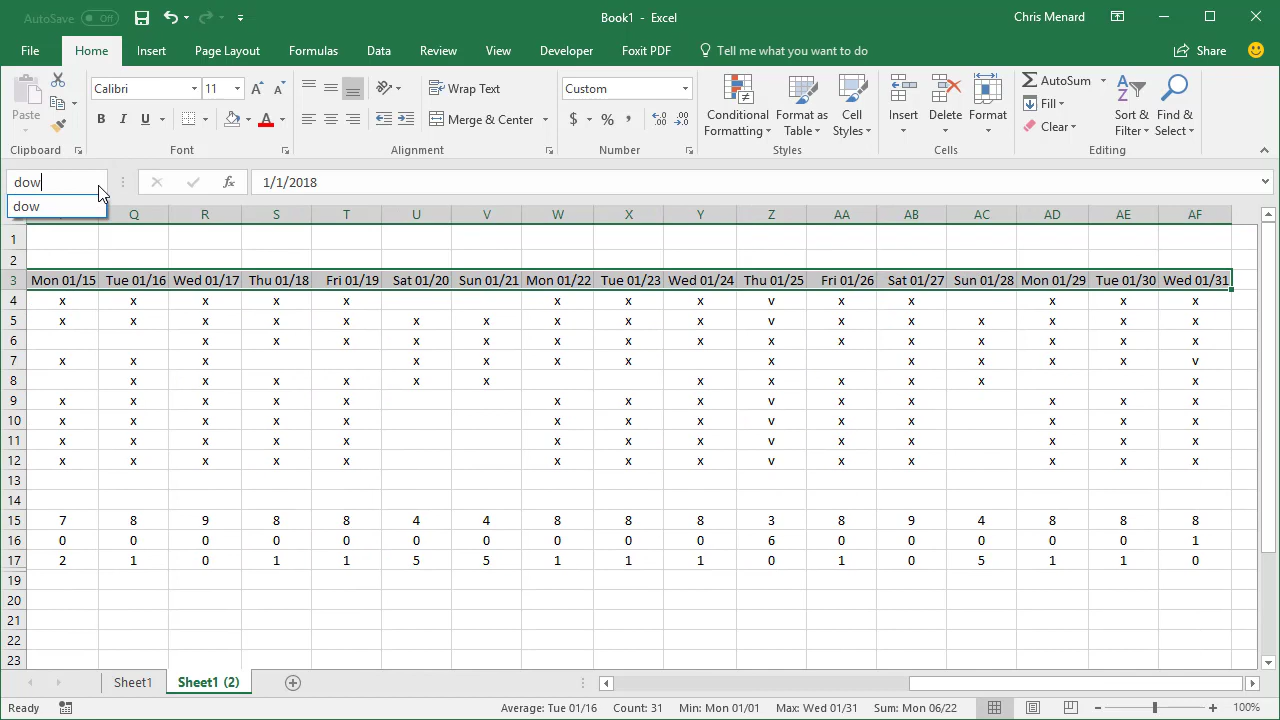 AutoSave Off
Book1 - Excel
Chris Menard
File Home Insert Page Layout Formulas Data Review View Developer Foxit PDF Tell me what you want to do Share
Paste
Clipboard
Calibri 11
B I U A
Font
Wrap Text
Merge & Center
Alignment
Custom
$ % ,
Number
Conditional Formatting
Format as Table
Cell Styles
Styles
Insert Delete Format
Cells
AutoSum
Fill
Clear
Sort & Filter
Find & Select
Editing
dow
fx 1/1/2018
dow
Q R S T U V W X Y Z AA AB AC AD AE AF
1
2
3 Mon 01/15 Tue 01/16 Wed 01/17 Thu 01/18 Fri 01/19 Sat 01/20 Sun 01/21 Mon 01/22 Tue 01/23 Wed 01/24 Thu 01/25 Fri 01/26 Sat 01/27 Sun 01/28 Mon 01/29 Tue 01/30 Wed 01/31
4 x x x x x x x x v x x x x x
5 x x x x x x x x x x v x x x x x x
6 x x x x x x x x x x x x x x x
7 x x x x x x x x x x x x v
8 x x x x x x x x x x x x
9 x x x x x x x x v x x x x x
10 x x x x x x x x v x x x x x
11 x x x x x x x x v x x x x x
12 x x x x x x x x v x x x x x
13
14
15 7 8 9 8 8 4 4 8 8 8 3 8 9 4 8 8 8
16 0 0 0 0 0 0 0 0 0 0 6 0 0 0 0 0 1
17 2 1 0 1 1 5 5 1 1 1 0 1 0 5 1 1 0
19
20
21
22
23
Sheet1 Sheet1 (2)
Ready
Average: Tue 01/16 Count: 31 Min: Mon 01/01 Max: Wed 01/31 Sum: Mon 06/22
100%